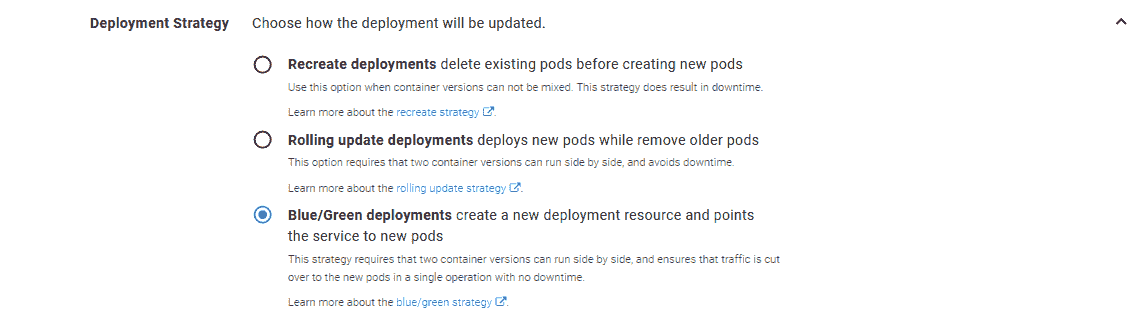 Deployment Strategy Choose how the deployment will be updated.
Recreate deployments delete existing pods before creating new pods
Use this option when container versions can not be mixed. This strategy does result in downtime.
Learn more about the recreate strategy.
Rolling update deployments deploys new pods while remove older pods
This option requires that two container versions can run side by side, and avoids downtime.
Learn more about the rolling update strategy.
Blue/Green deployments create a new deployment resource and points
the service to new pods
This strategy requires that two container versions can run side by side, and ensures that traffic is cut
over to the new pods in a single operation with no downtime.
Learn more about the blue/green strategy.